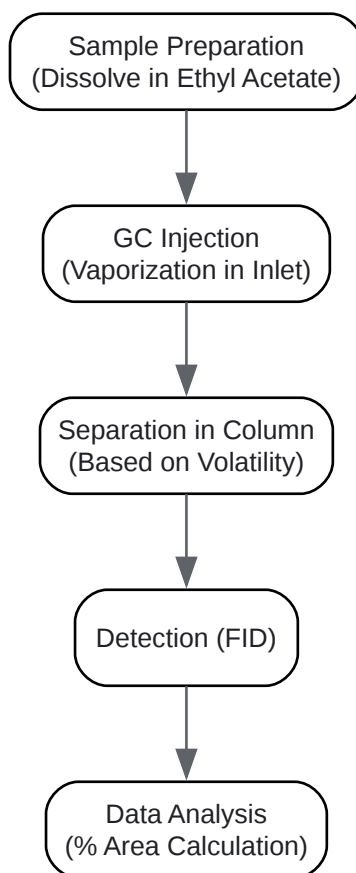 Sample Preparation
(Dissolve in Ethyl Acetate)
GC Injection
(Vaporization in Inlet)
Separation in Column
(Based on Volatility)
Detection (FID)
Data Analysis
(% Area Calculation)